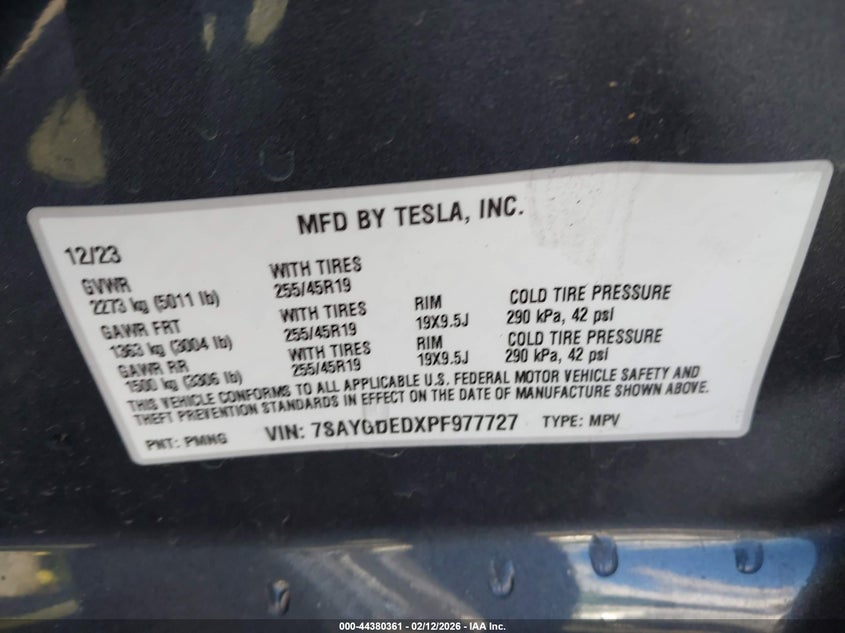 MFD BY TESLA, INC.
12/23
GVWR
2273 kg (5011 lb)
WITH TIRES
255/45R19
GAWR FRT
1363 kg (3004 lb)
WITH TIRES
255/45R19
RIM
19X9.5J
COLD TIRE PRESSURE
290 kPa, 42 psi
GAWR RR
1500 kg (3306 lb)
WITH TIRES
255/45R19
RIM
19X9.5J
COLD TIRE PRESSURE
290 kPa, 42 psi
THIS VEHICLE CONFORMS TO ALL APPLICABLE U.S. FEDERAL MOTOR VEHICLE SAFETY AND
THEFT PREVENTION STANDARDS IN EFFECT ON THE DATE OF MANUFACTURE SHOWN ABOVE.
PNT: PMNG VIN: 7SAYGDEDXPF977727 TYPE: MPV
000-44380361 - 02/12/2026 - IAA Inc.